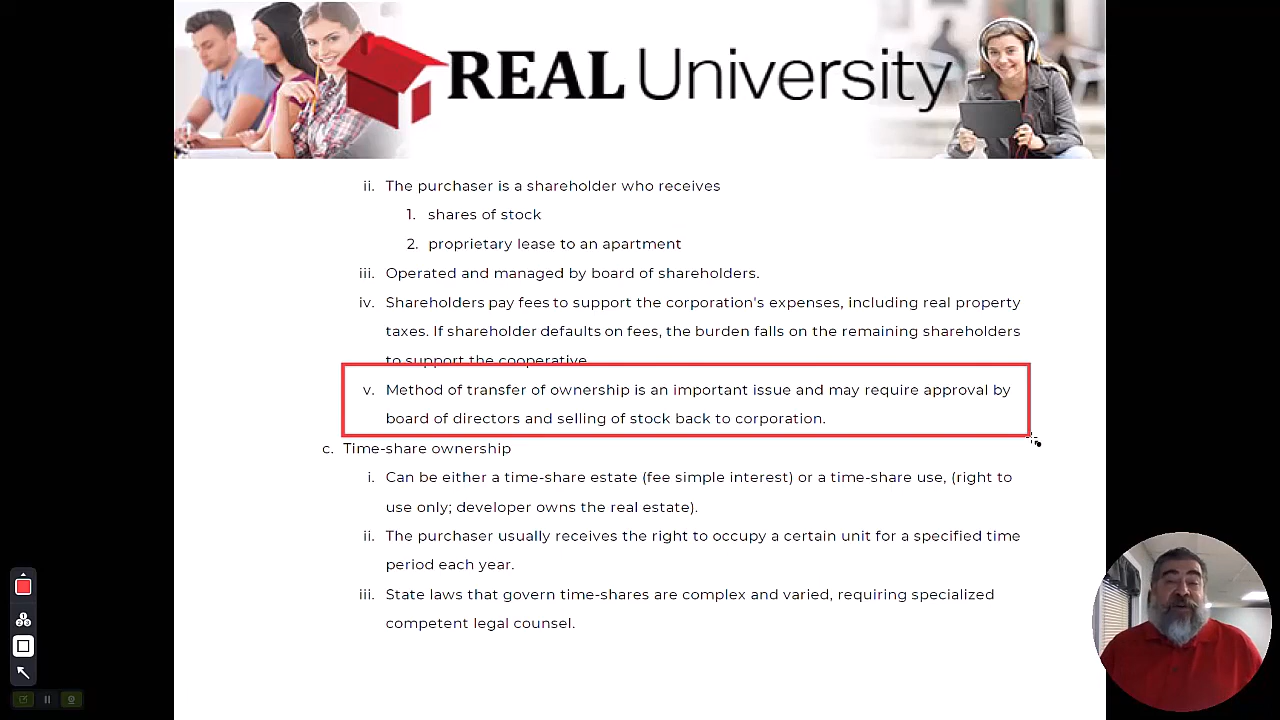 REAL University
ii. The purchaser is a shareholder who receives
1. shares of stock
2. proprietary lease to an apartment
iii. Operated and managed by board of shareholders.
iv. Shareholders pay fees to support the corporation's expenses, including real property
taxes. If shareholder defaults on fees, the burden falls on the remaining shareholders
to support the cooperative.
v. Method of transfer of ownership is an important issue and may require approval by
board of directors and selling of stock back to corporation.
c. Time-share ownership
i. Can be either a time-share estate (fee simple interest) or a time-share use, (right to
use only; developer owns the real estate).
ii. The purchaser usually receives the right to occupy a certain unit for a specified time
period each year.
iii. State laws that govern time-shares are complex and varied, requiring specialized
competent legal counsel.